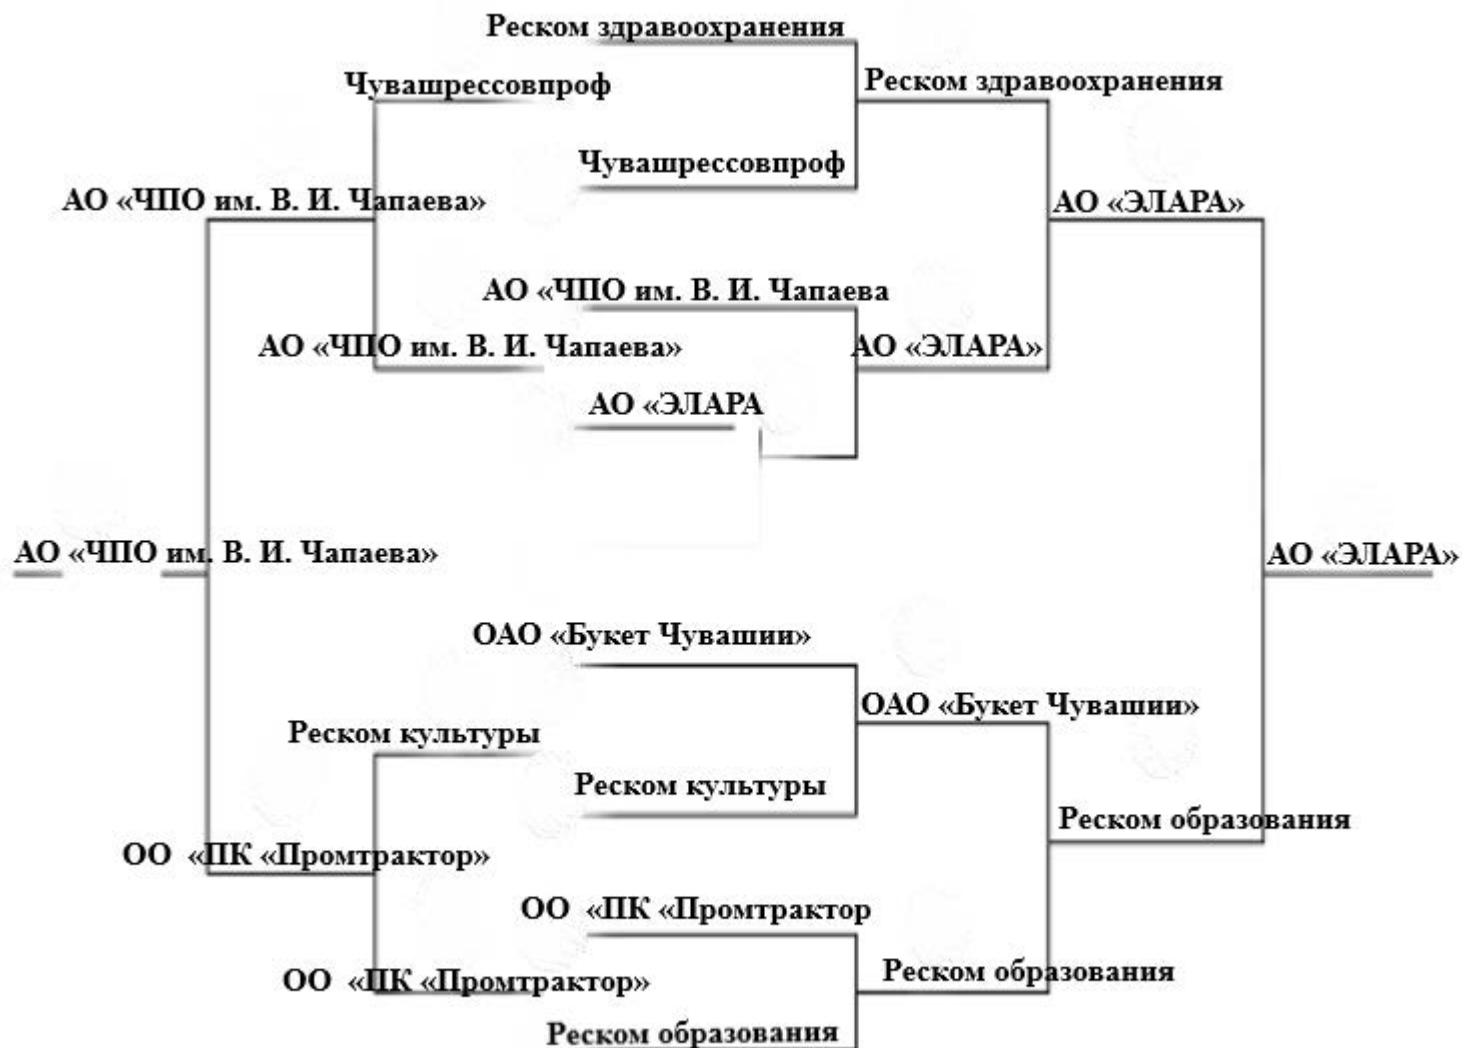 Реском здравоохранения
Чувашрессовпроф
Реском здравоохранения
Чувашрессовпроф
АО «ЧПО им. В. И. Чапаева»
АО «ЭЛАРА»
АО «ЧПО им. В. И. Чапаева
АО «ЧПО им. В. И. Чапаева»
АО «ЭЛАРА»
АО «ЭЛАРА
АО «ЧПО им. В. И. Чапаева»
АО «ЭЛАРА»
ОАО «Букет Чувашии»
ОАО «Букет Чувашии»
Реском культуры
Реском культуры
Реском образования
ОО «ПК «Промтрактор»
ОО «ПК «Промтрактор
Реском образования
ОО «ПК «Промтрактор»
Реском образования